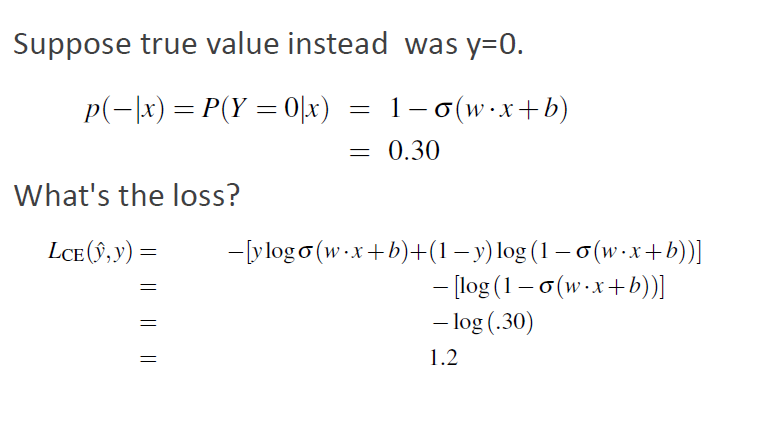 Suppose true value instead was y=0.
p(−|x) = P(Y = 0|x) = 1 − σ(w·x+b)
= 0.30
What's the loss?
L_CE(ŷ,y) = −[y log σ(w·x+b)+(1−y) log(1−σ(w·x+b))]
= −[log(1−σ(w·x+b))]
= −log(.30)
= 1.2